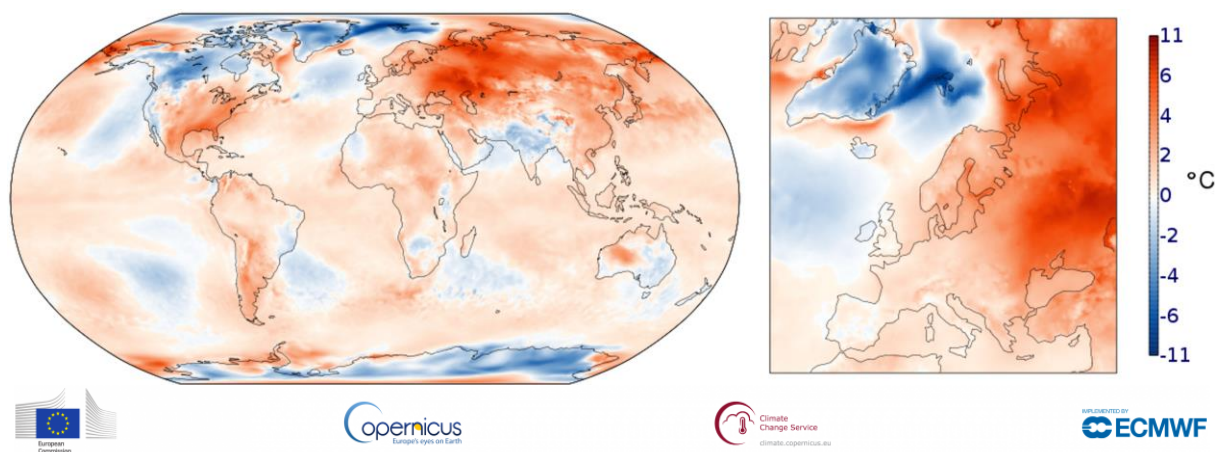 11
6
4
2
0
-2
-4
-6
-11
°C
European
Commission
Copernicus
Europe's eyes on Earth
Climate
Change Service
climate.copernicus.eu
IMPLEMENTED BY
ECMWF